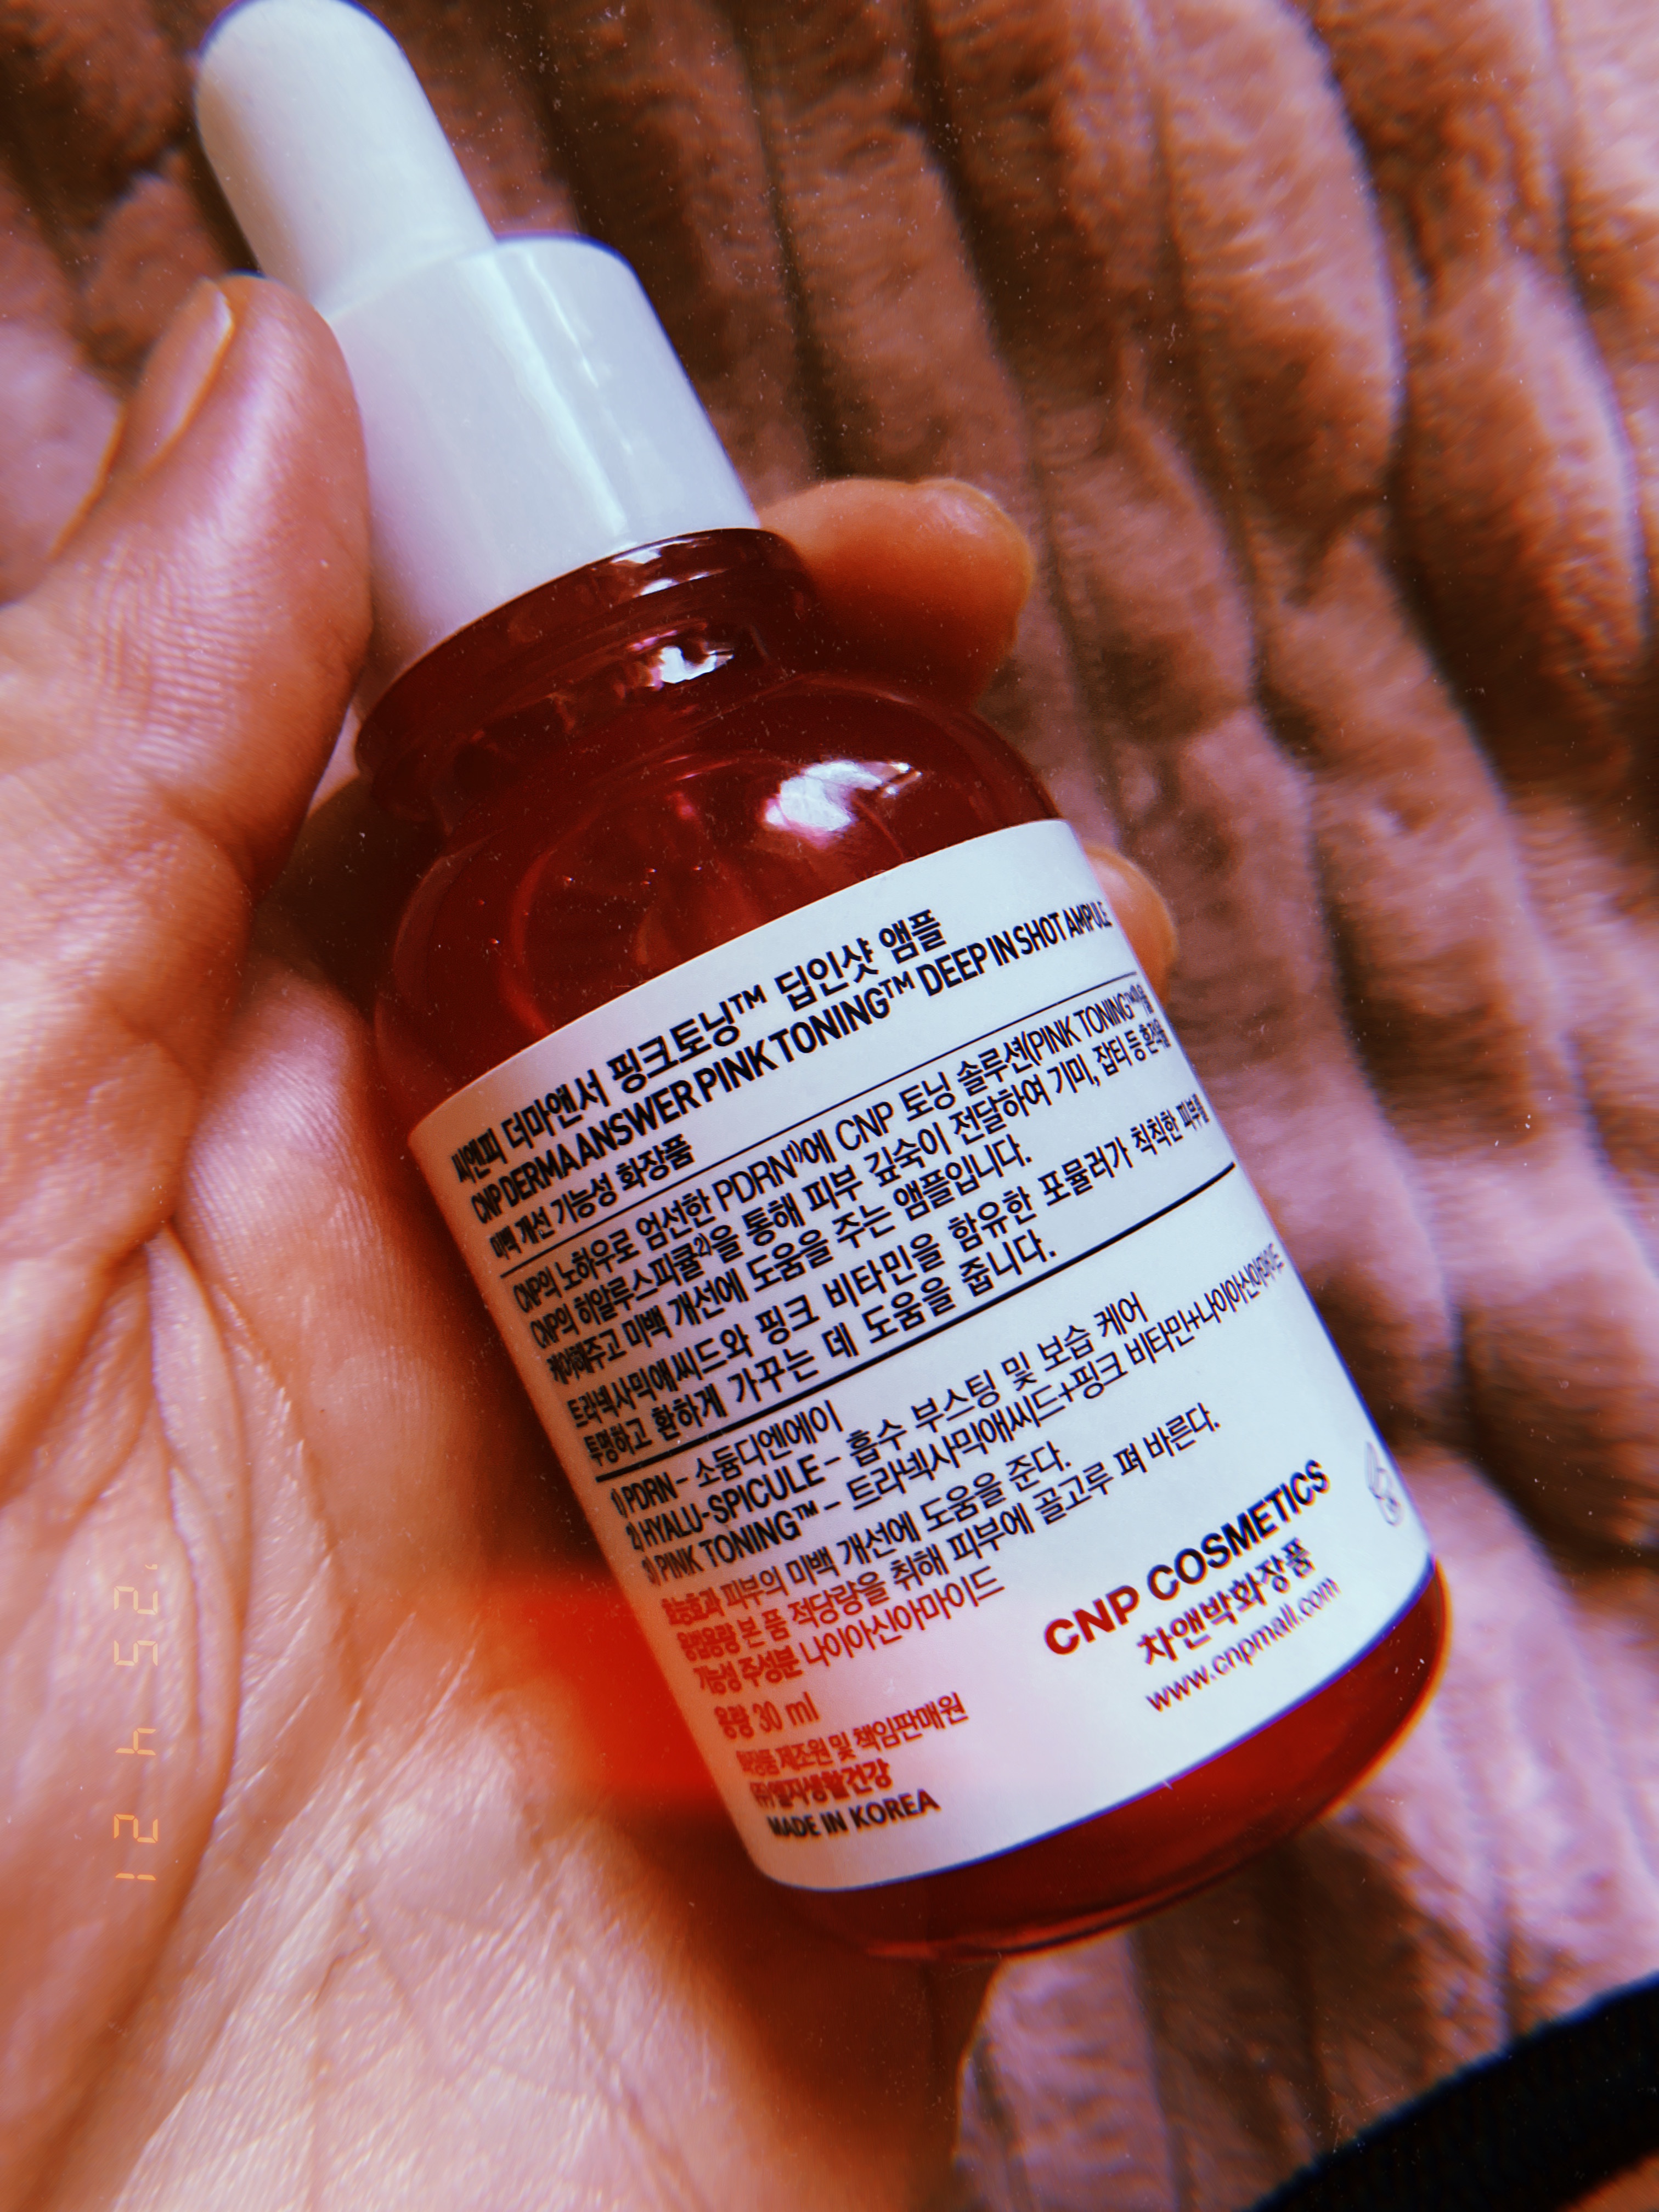 씨앤피 더마앤서 핑크토닝™ 딥인샷 앰플
CNP DERMAANSWER PINK TONING™ DEEP IN SHOT AMPULE
미백 개선 기능성 화장품
CNP의 노하우로 엄선한 PDRN¹⁾에 CNP 토닝 솔루션(PINK TONING™
CNP의 히알루스피큘²⁾을 통해 피부 깊숙이 전달하여 기미, 잡티 등 흔적을
케어해주고 미백 개선에 도움을 주는 앰플입니다.
트라넥사믹애씨드와 핑크 비타민을 함유한 포뮬러가 칙칙한 피부를
투명하고 환하게 가꾸는 데 도움을 줍니다.
1) PDRN - 소듐디엔에이
2) HYALU-SPICULE - 흡수 부스팅 및 보습 케어
3) PINK TONING™ - 트라넥사믹애씨드+핑크 비타민+나이아신아마이드
효능효과 피부의 미백 개선에 도움을 준다.
용법용량 본 품 적당량을 취해 피부에 골고루 펴 바른다.
기능성 주성분 나이아신아마이드
용량 30 ml
화장품 제조원 및 책임판매원
(주)엘지생활건강
MADE IN KOREA
CNP COSMETICS
차앤박화장품
www.cnpmall.com
12 4 '25